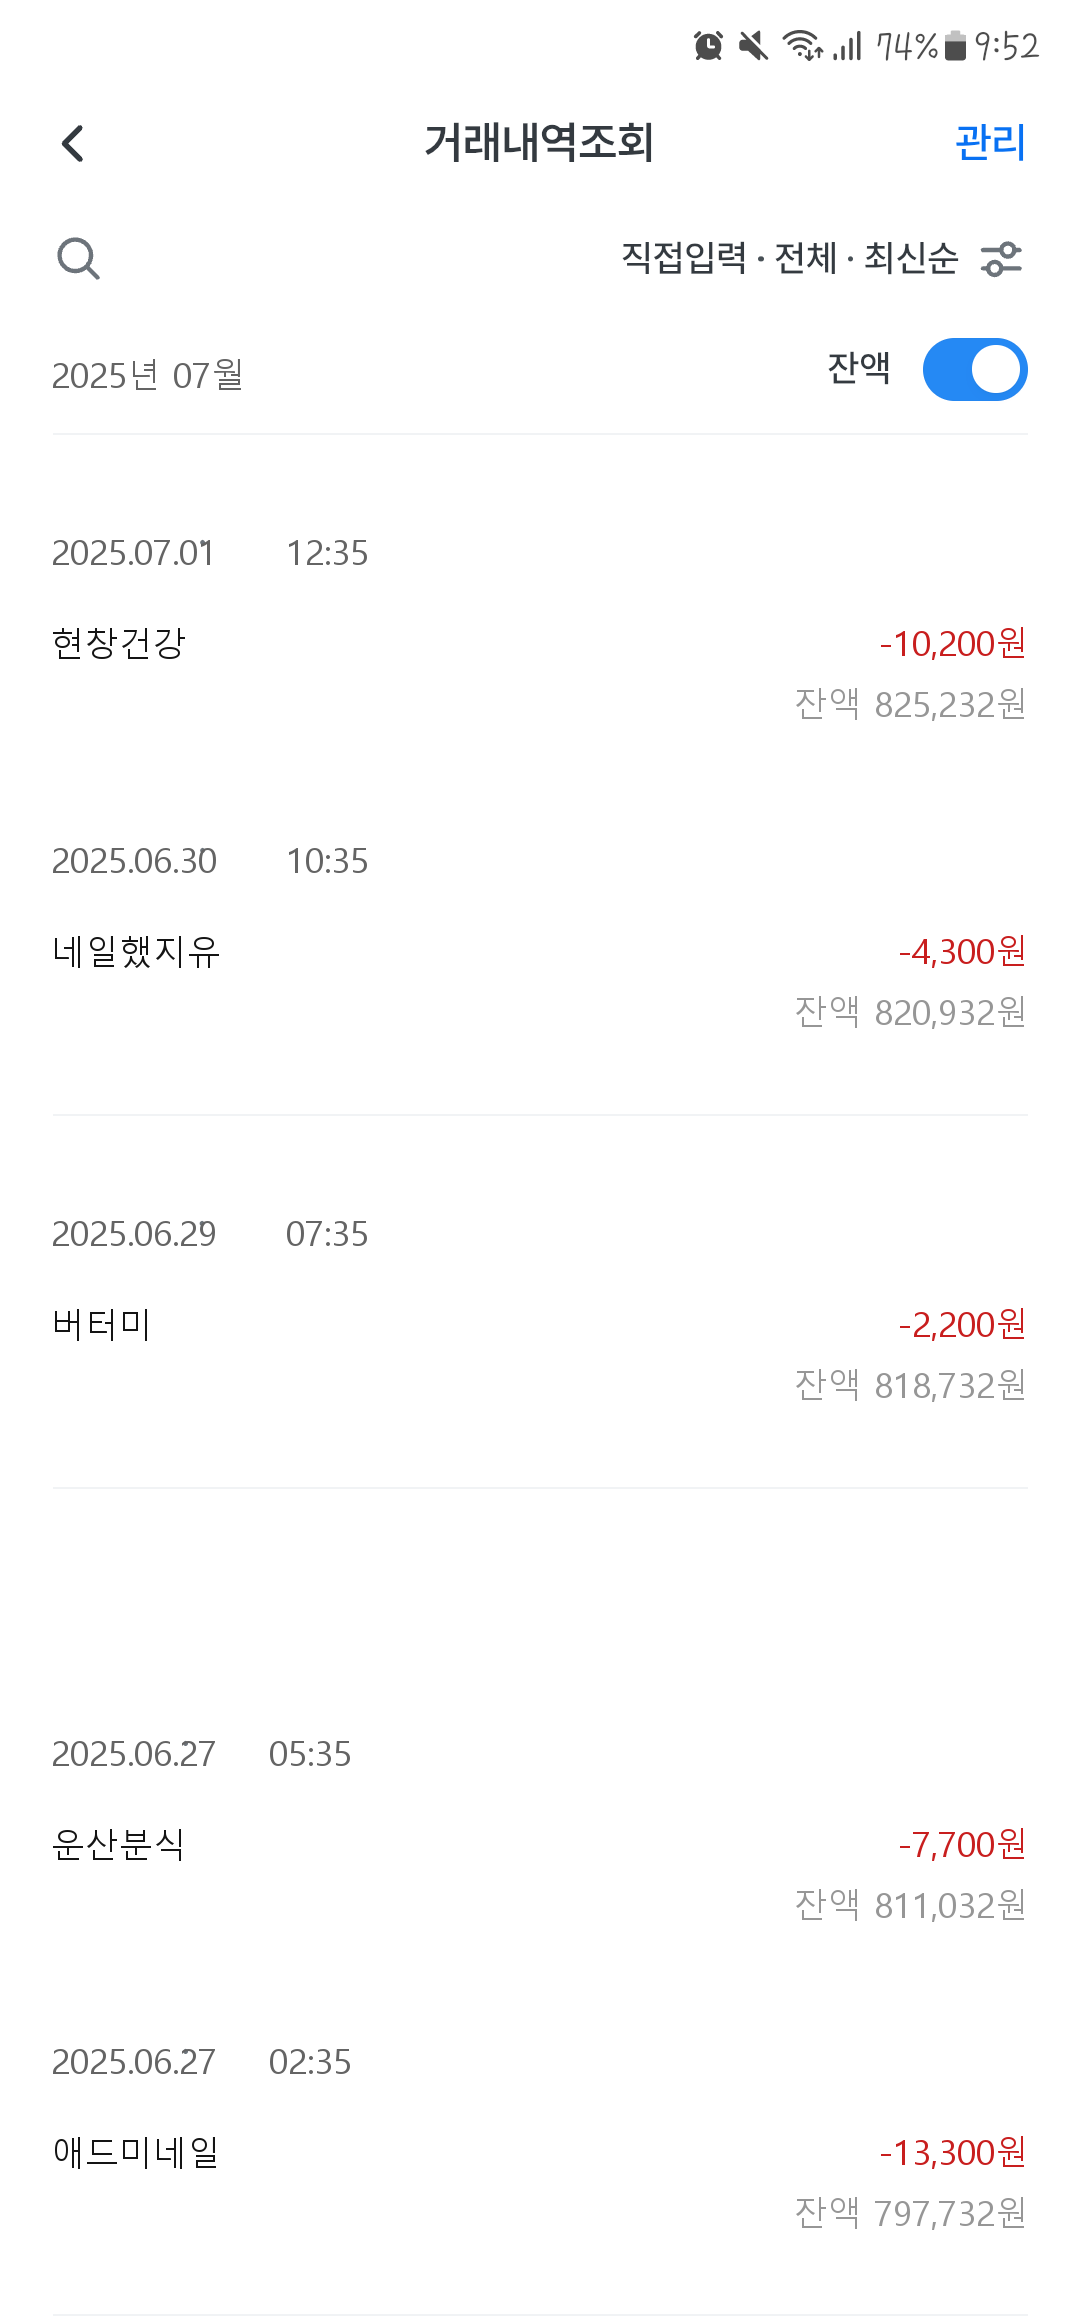 74% 9:52
거래내역조회 관리
직접입력 · 전체 · 최신순
2025년 07월 잔액
2025.07.01 12:35
현창건강 -10,200원
잔액 825,232원
2025.06.30 10:35
네일했지유 -4,300원
잔액 820,932원
2025.06.29 07:35
버터미 -2,200원
잔액 818,732원
2025.06.27 05:35
운산분식 -7,700원
잔액 811,032원
2025.06.27 02:35
애드미네일 -13,300원
잔액 797,732원